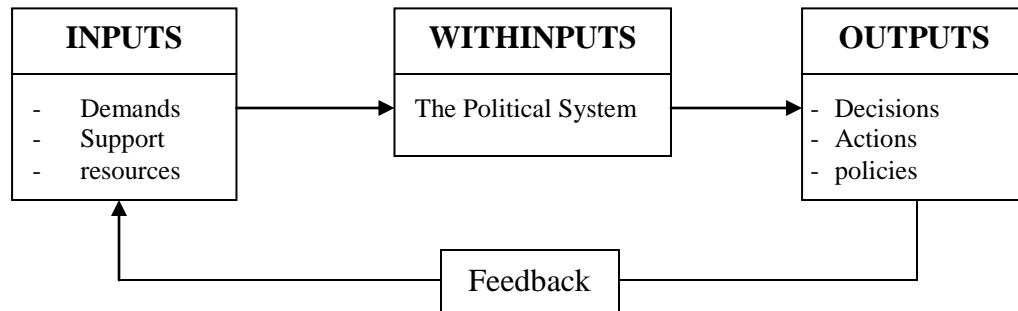 INPUTS
- Demands
- Support
- resources
WITHINPUTS
The Political System
OUTPUTS
- Decisions
- Actions
- policies
Feedback